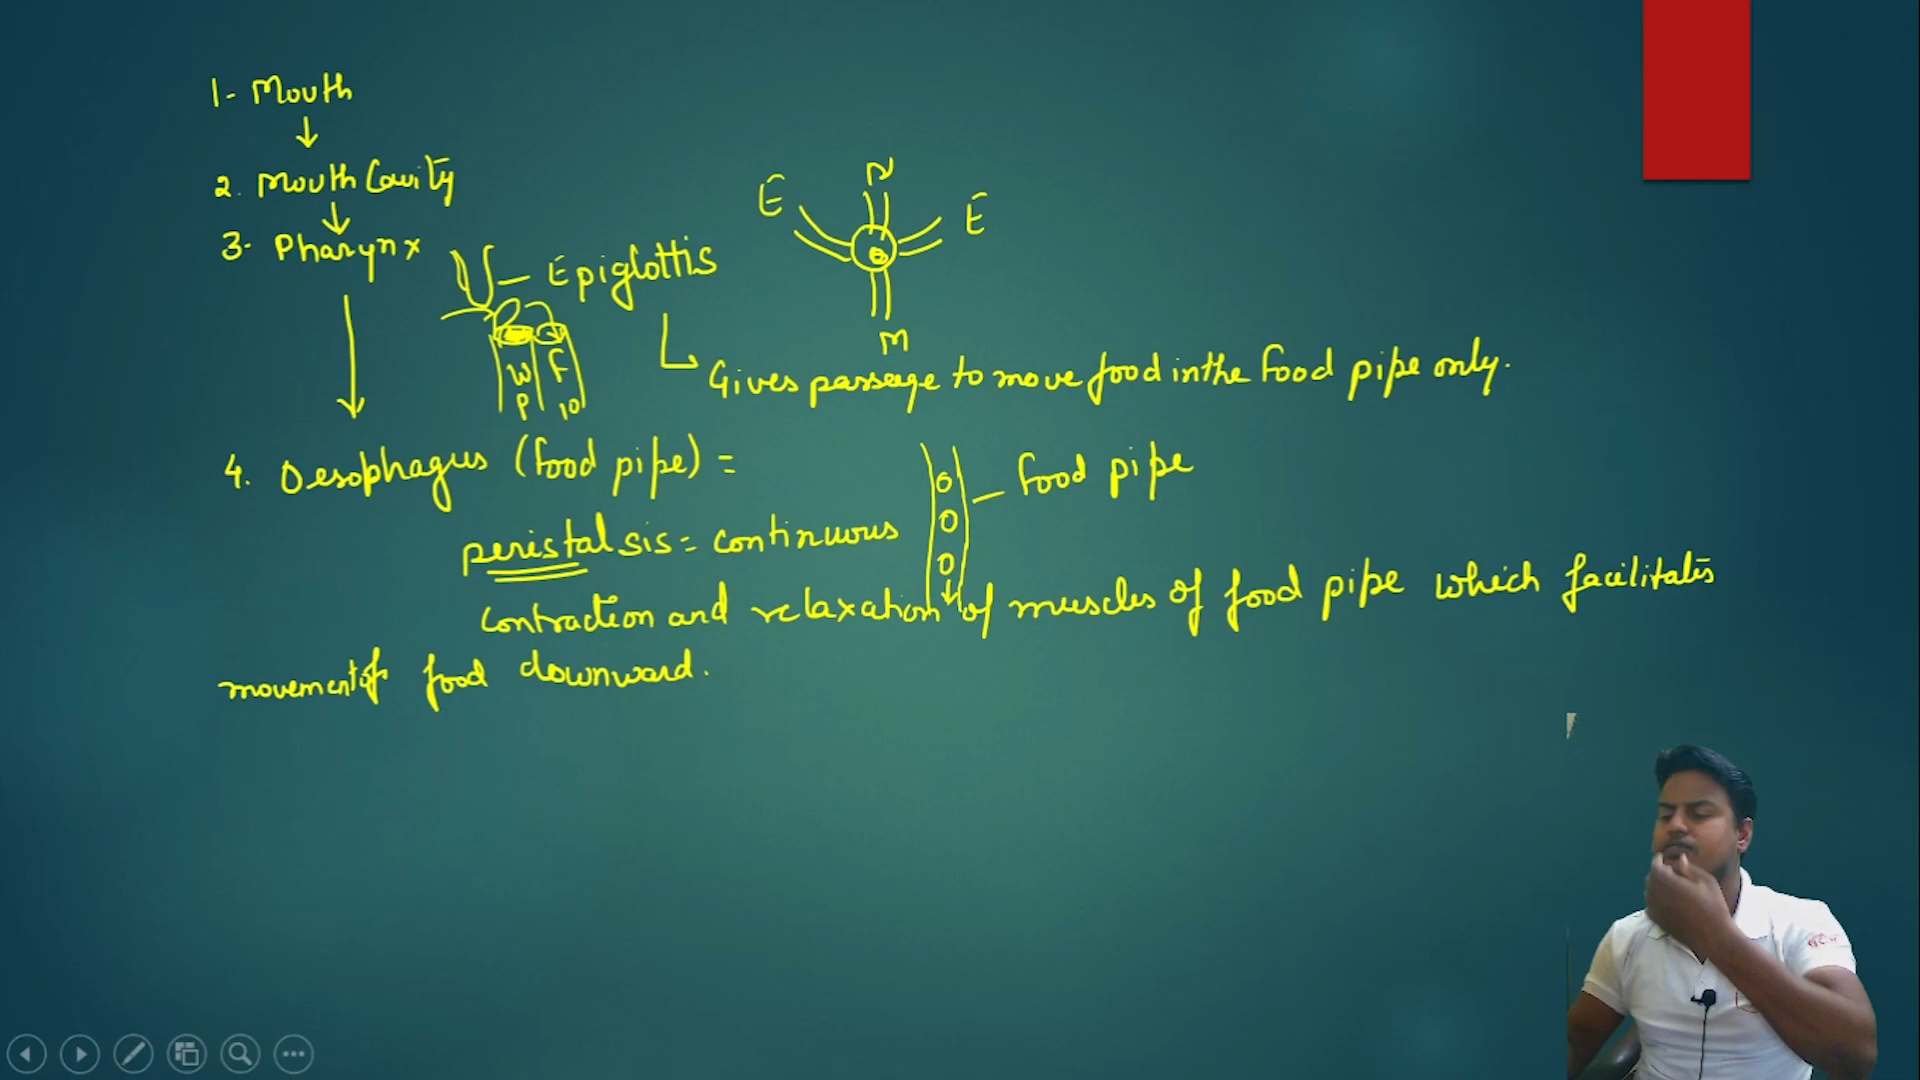 1- Mouth
2. Mouth Cavity
3- Pharynx
Epiglottis
E N E
M
W F
P
Gives passage to move food in the food pipe only.
4. Oesophagus (food pipe) =
food pipe
peristalsis = continuous
contraction and relaxation of muscles of food pipe which facilitates
movement of food downward.